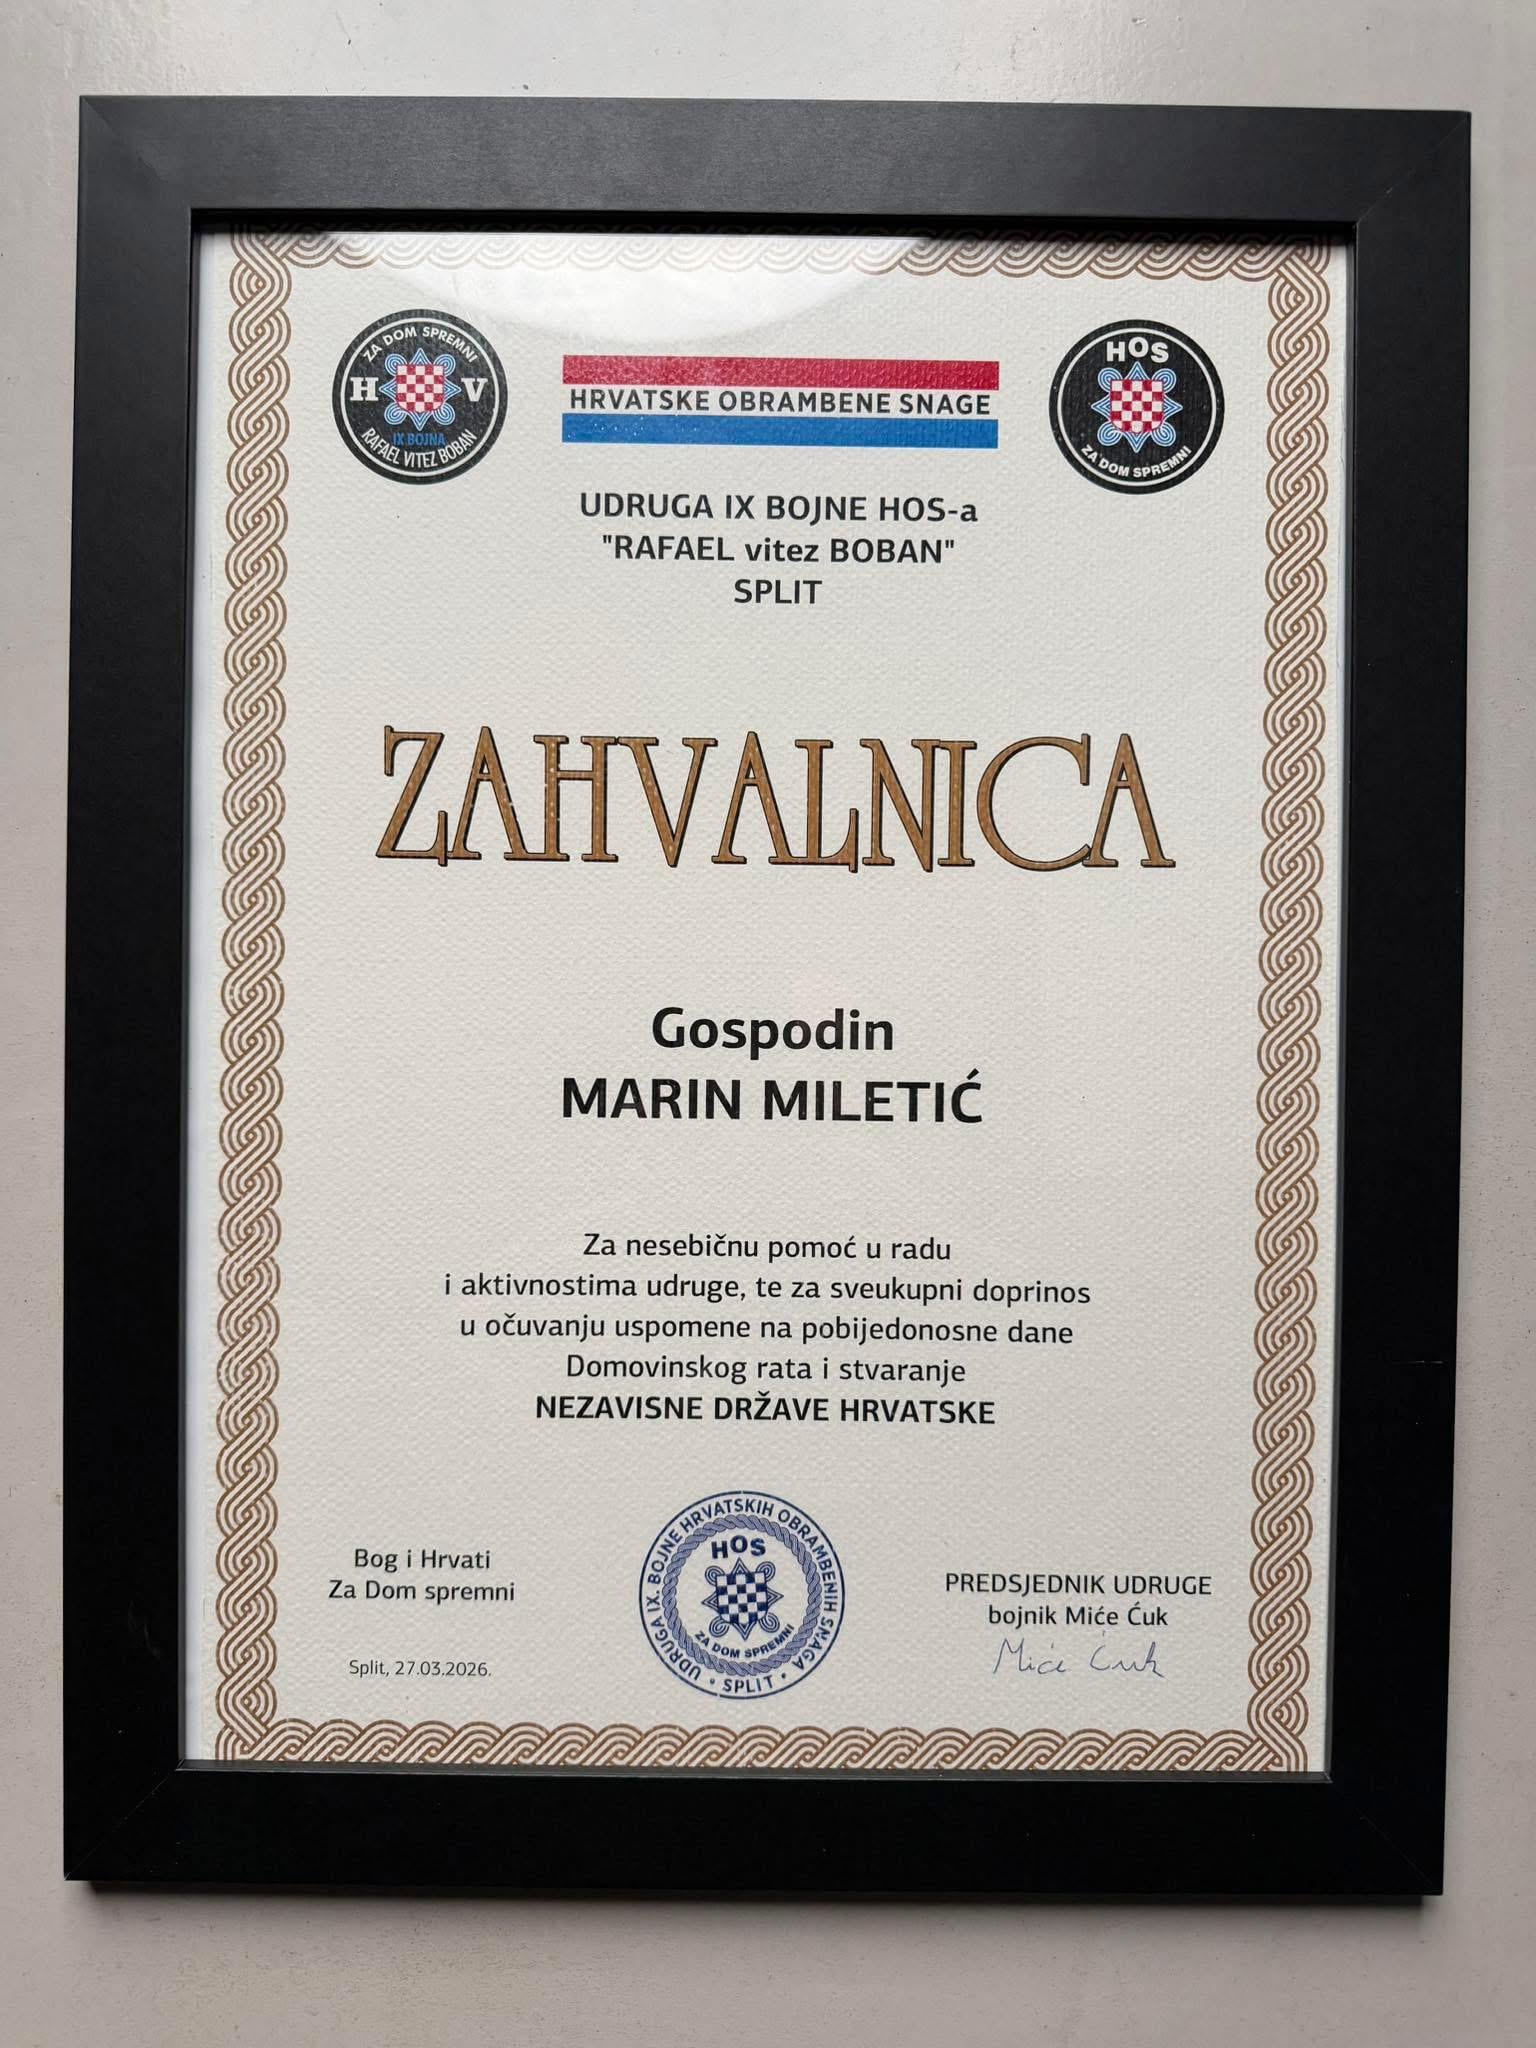 ZA DOM SPREMNI
H V
IX BOJNA
RAFAEL VITEZ BOBAN
HRVATSKE OBRAMBENE SNAGE
HOS
ZA DOM SPREMNI
UDRUGA IX BOJNE HOS-a
"RAFAEL vitez BOBAN"
SPLIT
ZAHVALNICA
Gospodin
MARIN MILETIĆ
Za nesebičnu pomoć u radu
i aktivnostima udruge, te za sveukupni doprinos
u očuvanju uspomene na pobijedonosne dane
Domovinskog rata i stvaranje
NEZAVISNE DRŽAVE HRVATSKE
Bog i Hrvati
Za Dom spremni
Split, 27.03.2026.
UDRUGA IX. BOJNE HRVATSKIH OBRAMBENIH SNAGA
HOS
ZA DOM SPREMNI
SPLIT
PREDSJEDNIK UDRUGE
bojnik Miće Ćuk
Miće Ćuk